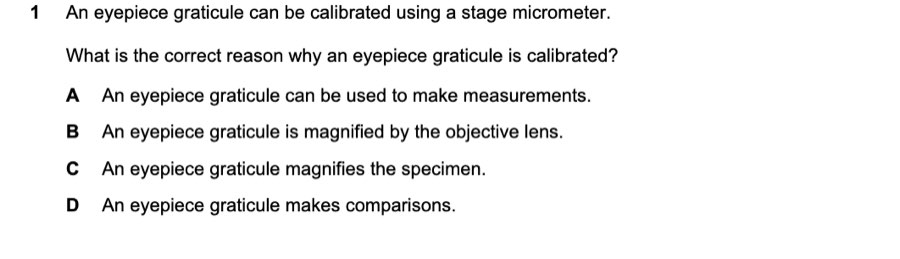 1 An eyepiece graticule can be calibrated using a stage micrometer.
What is the correct reason why an eyepiece graticule is calibrated?
A An eyepiece graticule can be used to make measurements.
B An eyepiece graticule is magnified by the objective lens.
C An eyepiece graticule magnifies the specimen.
D An eyepiece graticule makes comparisons.